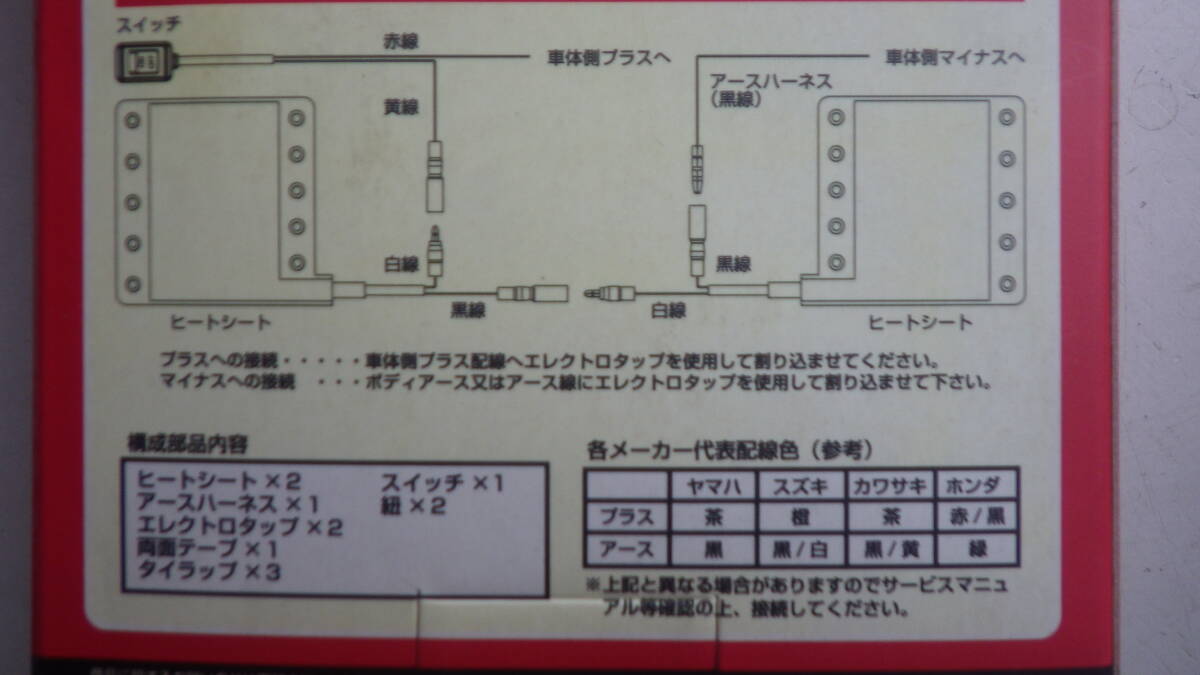 スイッチ
赤線
車体側プラスへ
車体側マイナスへ
アースハーネス
(黒線)
黄線
白線
黒線
黒線
白線
ヒートシート
ヒートシート
プラスへの接続・・・・・車体側プラス配線へエレクトロタップを使用して割り込ませてください。
マイナスへの接続 ・・・ボディアース又はアース線にエレクトロタップを使用して割り込ませて下さい。
構成部品内容
ヒートシート×2 スイッチ×1
アースハーネス×1 紐×2
エレクトロタップ×2
両面テープ×1
タイラップ×3
各メーカー代表配線色（参考）
ヤマハ スズキ カワサキ ホンダ
プラス 茶 橙 茶 赤/黒
アース 黒 黒/白 黒/黄 緑
※上記と異なる場合がありますのでサービスマニュ
アル等確認の上、接続してください。